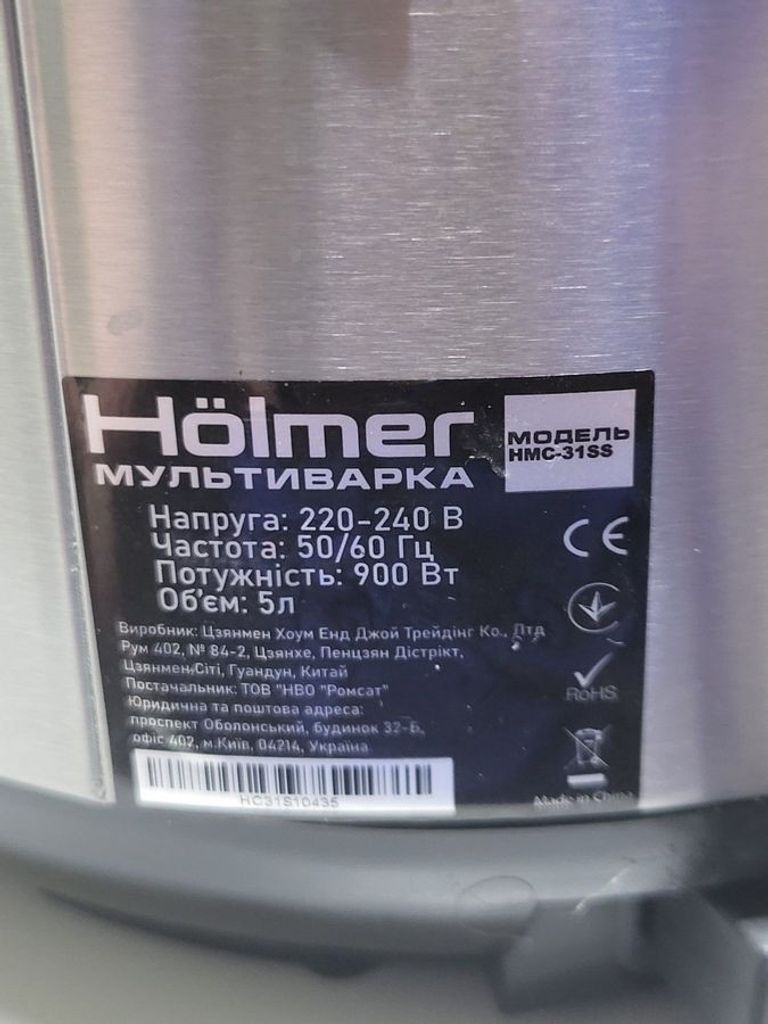 Hölmer
МУЛЬТИВАРКА
МОДЕЛЬ
HMC-31SS
Напруга: 220-240 В
Частота: 50/60 Гц
Потужність: 900 Вт
Об'єм: 5л
CE
Виробник: Цзянмен Хоум Енд Джой Трейдінг Ко., Лтд
Рум 402, № 84-2, Цзянхе, Пенцзян Дістрікт,
Цзянмен Сіті, Гуандун, Китай
Постачальник: ТОВ "НВО "Ромсат"
Юридична та поштова адреса:
проспект Оболонський, будинок 32-Б,
офіс 402, м.Київ, 04214, Україна
RoHS
HC31S10435
Made in China